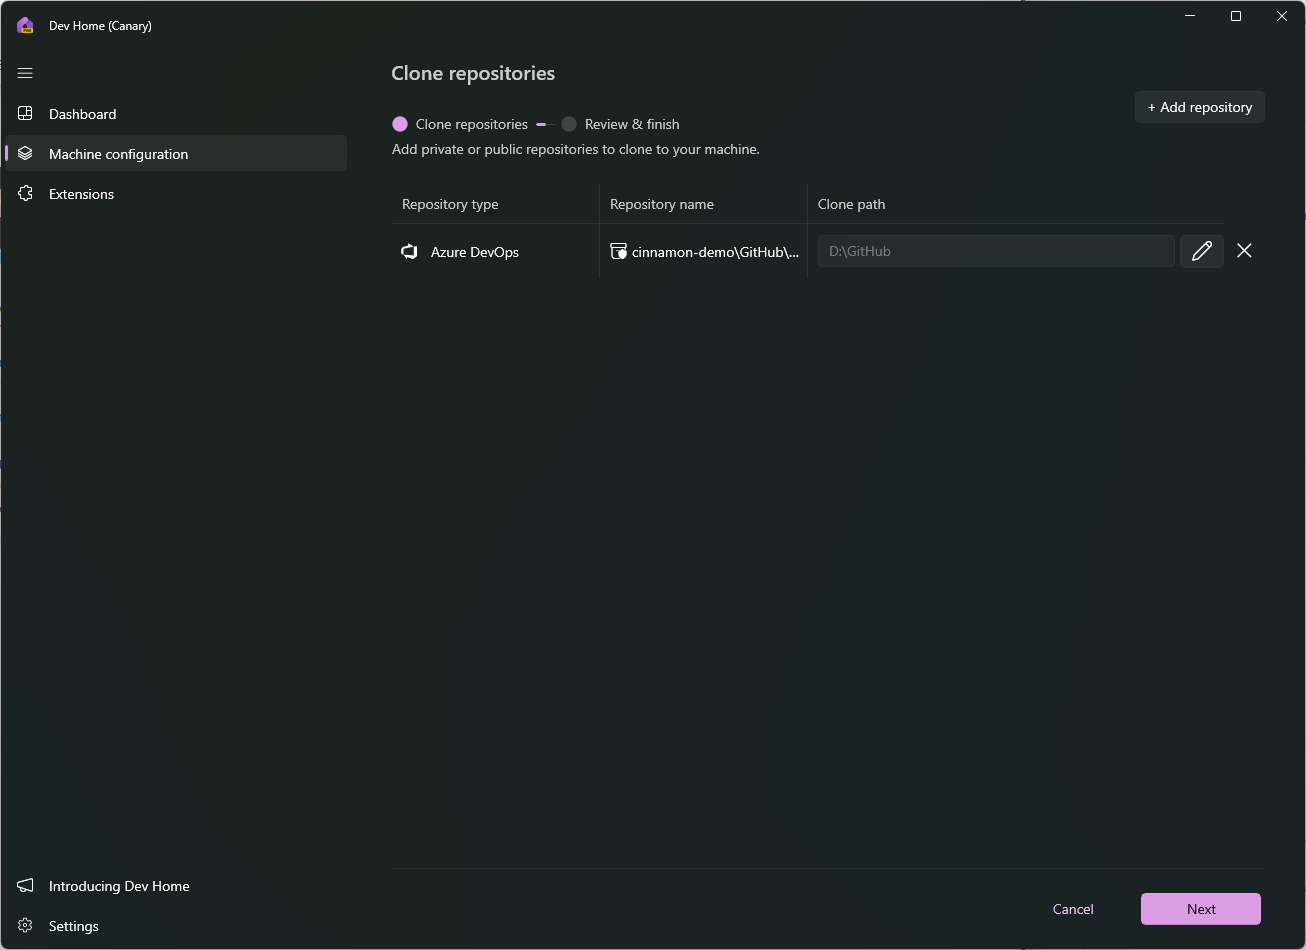 Dev Home (Canary)
Dashboard
Machine configuration
Extensions
Clone repositories
+ Add repository
Clone repositories
Review & finish
Add private or public repositories to clone to your machine.
Repository type
Repository name
Clone path
Azure DevOps
cinnamon-demo\GitHub\...
D:\GitHub
Introducing Dev Home
Settings
Cancel
Next